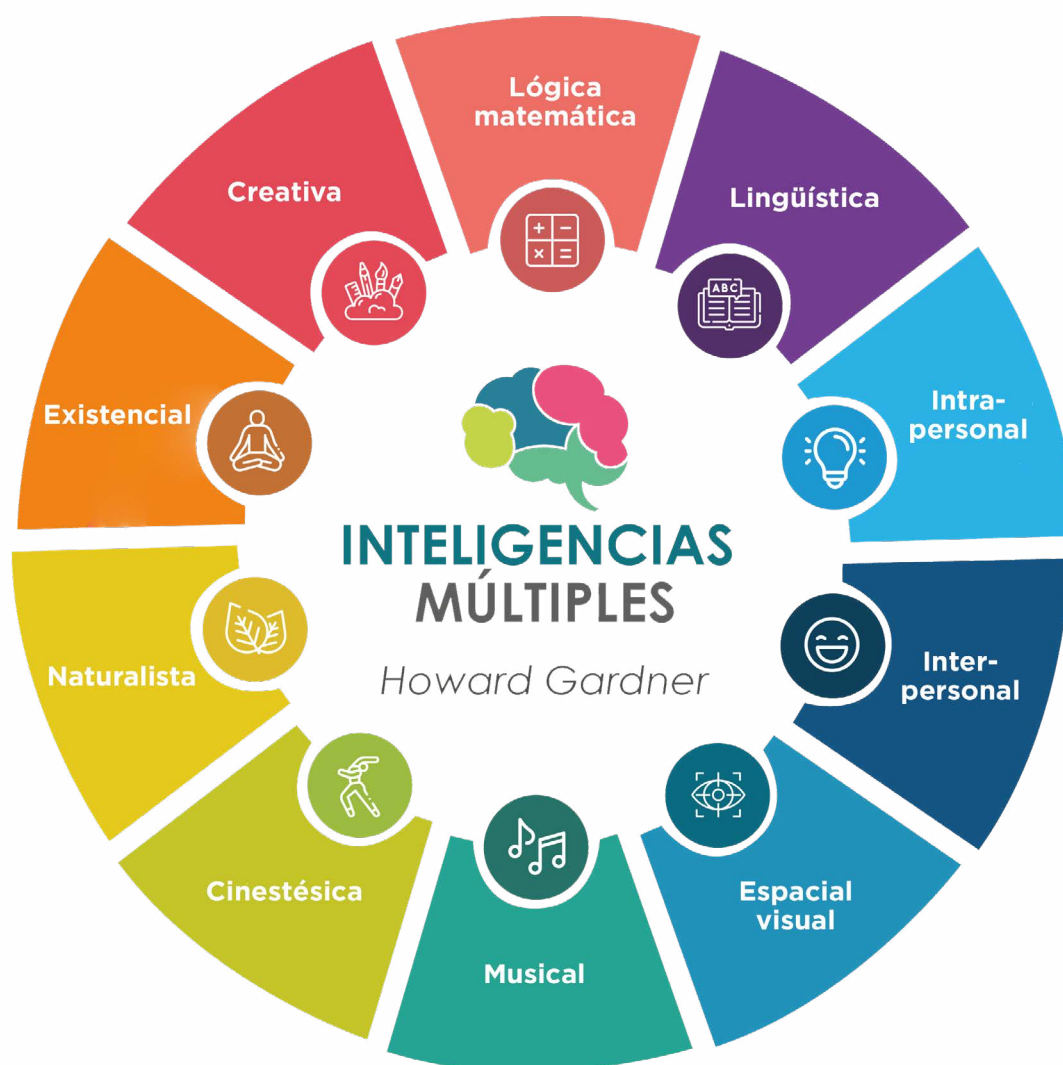 Lógica
matemática
Lingüística
Intra-
personal
Inter-
personal
Espacial
visual
Musical
Cinestésica
Naturalista
Existencial
Creativa
ABC
INTELIGENCIAS
MÚLTIPLES
Howard Gardner